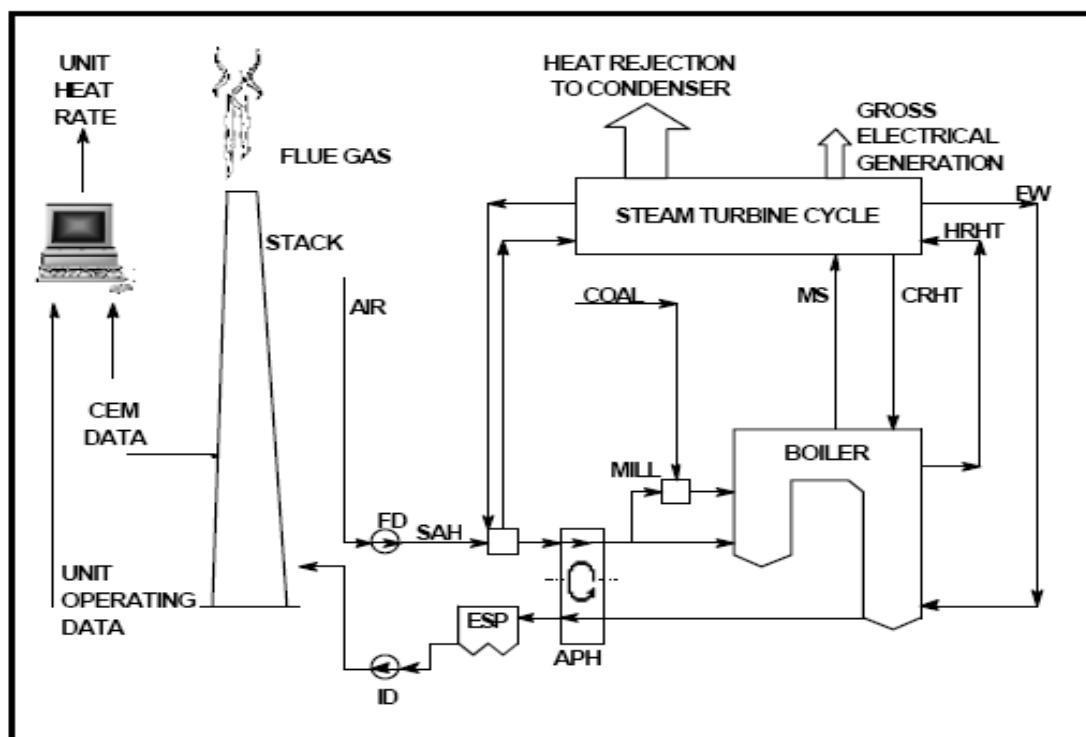 UNIT
HEAT
RATE
FLUE GAS
STACK
HEAT REJECTION
TO CONDENSER
GROSS
ELECTRICAL
GENERATION
STEAM TURBINE CYCLE
FW
HRHT
AIR
COAL
MS
CRHT
CEM
DATA
MILL
BOILER
FD
SAH
UNIT
OPERATING
DATA
ESP
APH
ID